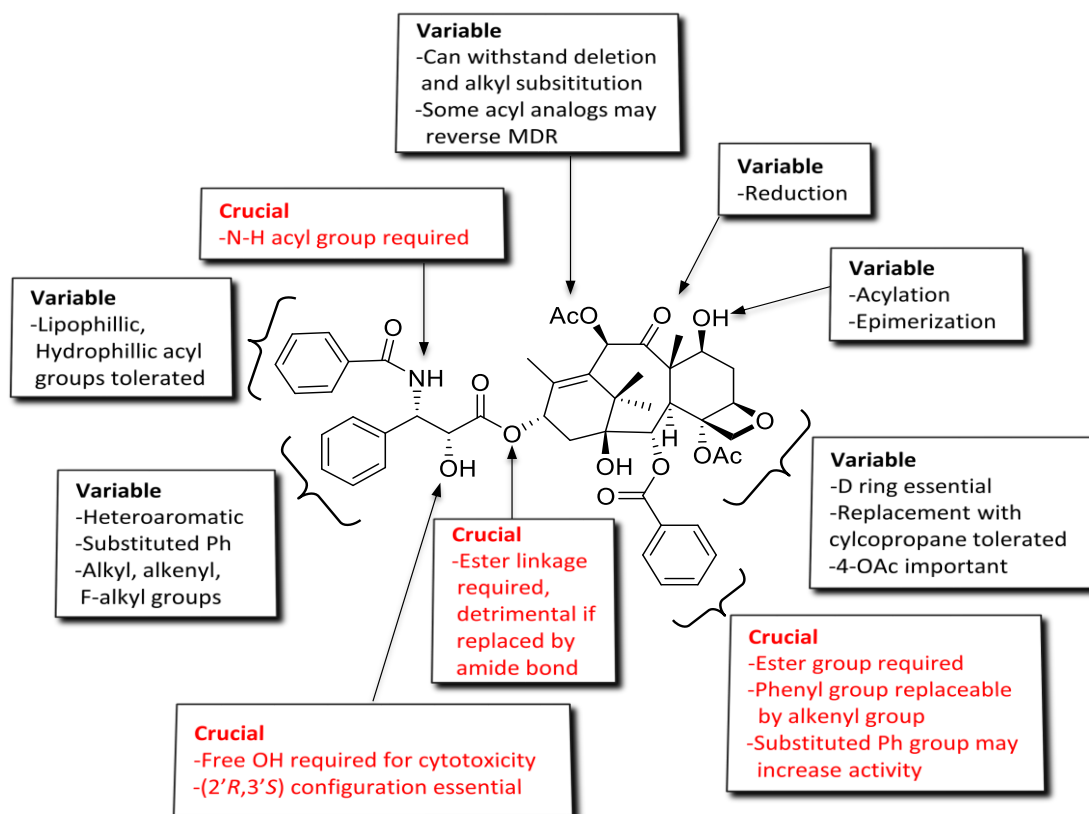 Variable
-Can withstand deletion
and alkyl subsititution
-Some acyl analogs may
reverse MDR
Variable
-Reduction
Crucial
-N-H acyl group required
Variable
-Acylation
-Epimerization
Variable
-Lipophillic,
Hydrophillic acyl
groups tolerated
AcO
O
OH
O
NH
O
O
O
OH
OH
H
OAc
O
O
Variable
-Heteroaromatic
-Substituted Ph
-Alkyl, alkenyl,
F-alkyl groups
Variable
-D ring essential
-Replacement with
cylcopropane tolerated
-4-OAc important
Crucial
-Ester linkage
required,
detrimental if
replaced by
amide bond
Crucial
-Ester group required
-Phenyl group replaceable
by alkenyl group
-Substituted Ph group may
increase activity
Crucial
-Free OH required for cytotoxicity
-(2’R,3’S) configuration essential